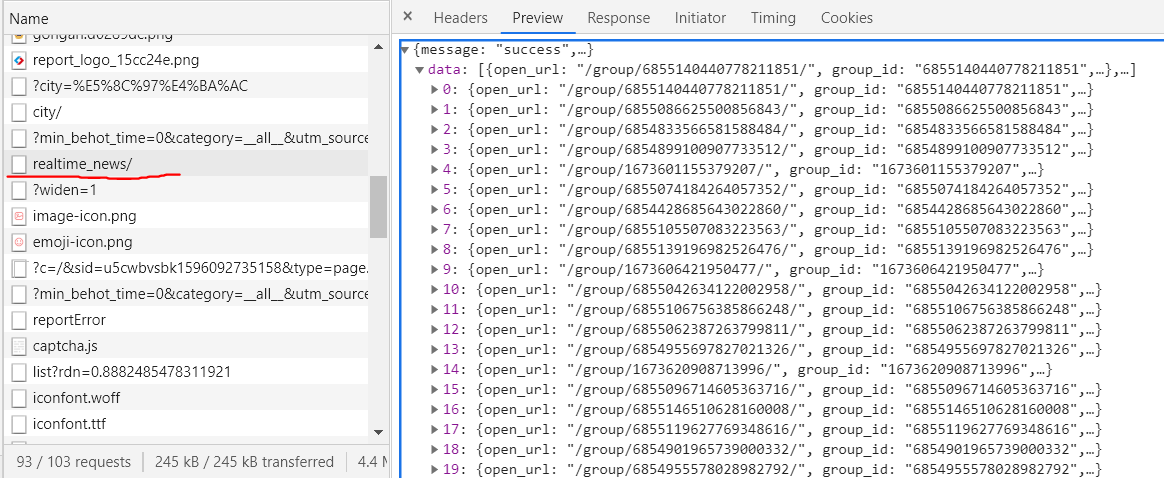 Name
gongan.d0289dc.png
report_logo_15cc24e.png
?city=%E5%8C%97%E4%BA%AC
city/
?min_behot_time=0&category=__all__&utm_source
realtime_news/
?widen=1
image-icon.png
emoji-icon.png
?c=/&sid=u5cwbvsbk1596092735158&type=page.
?min_behot_time=0&category=__all__&utm_source
reportError
captcha.js
list?rdn=0.8882485478311921
iconfont.woff
iconfont.ttf
93 / 103 requests 245 kB / 245 kB transferred 4.4 M
× Headers Preview Response Initiator Timing Cookies
▼{message: "success",…}
▼data: [{open_url: "/group/6855140440778211851/", group_id: "6855140440778211851",…},…]
▶0: {open_url: "/group/6855140440778211851/", group_id: "6855140440778211851",…}
▶1: {open_url: "/group/6855086625500856843/", group_id: "6855086625500856843",…}
▶2: {open_url: "/group/6854833566581588484/", group_id: "6854833566581588484",…}
▶3: {open_url: "/group/6854899100907733512/", group_id: "6854899100907733512",…}
▶4: {open_url: "/group/1673601155379207/", group_id: "1673601155379207",…}
▶5: {open_url: "/group/6855074184264057352/", group_id: "6855074184264057352",…}
▶6: {open_url: "/group/6854428685643022860/", group_id: "6854428685643022860",…}
▶7: {open_url: "/group/6855105507083223563/", group_id: "6855105507083223563",…}
▶8: {open_url: "/group/6855139196982526476/", group_id: "6855139196982526476",…}
▶9: {open_url: "/group/1673606421950477/", group_id: "1673606421950477",…}
▶10: {open_url: "/group/6855042634122002958/", group_id: "6855042634122002958",…}
▶11: {open_url: "/group/6855106756385866248/", group_id: "6855106756385866248",…}
▶12: {open_url: "/group/6855062387263799811/", group_id: "6855062387263799811",…}
▶13: {open_url: "/group/6854955697827021326/", group_id: "6854955697827021326",…}
▶14: {open_url: "/group/1673620908713996/", group_id: "1673620908713996",…}
▶15: {open_url: "/group/6855096714605363716/", group_id: "6855096714605363716",…}
▶16: {open_url: "/group/6855146510628160008/", group_id: "6855146510628160008",…}
▶17: {open_url: "/group/6855119627769348616/", group_id: "6855119627769348616",…}
▶18: {open_url: "/group/6854901965739000332/", group_id: "6854901965739000332",…}
▶19: {open_url: "/group/6854955578028982792/", group_id: "6854955578028982792",…}